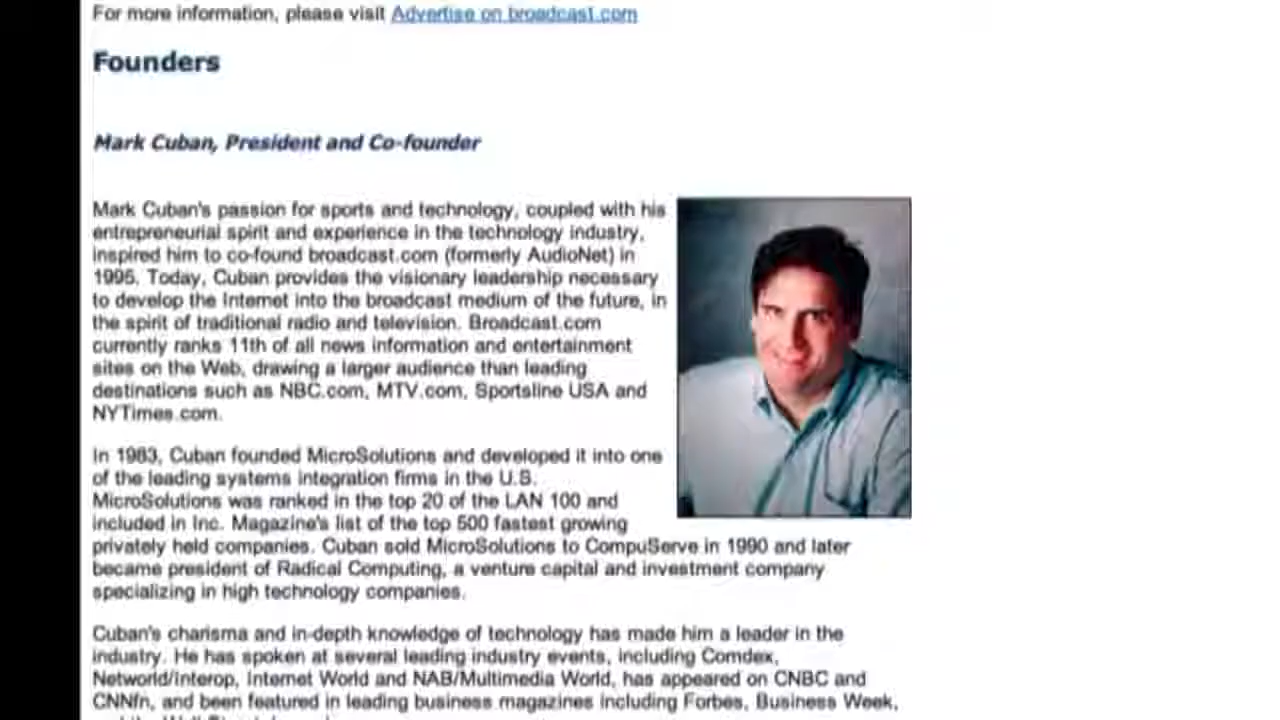 For more information, please visit Advertise on broadcast.com
Founders
Mark Cuban, President and Co-founder
Mark Cuban's passion for sports and technology, coupled with his
entrepreneurial spirit and experience in the technology industry,
inspired him to co-found broadcast.com (formerly AudioNet) in
1995. Today, Cuban provides the visionary leadership necessary
to develop the Internet into the broadcast medium of the future, in
the spirit of traditional radio and television. Broadcast.com
currently ranks 11th of all news information and entertainment
sites on the Web, drawing a larger audience than leading
destinations such as NBC.com, MTV.com, Sportsline USA and
NYTimes.com.
In 1983, Cuban founded MicroSolutions and developed it into one
of the leading systems integration firms in the U.S.
MicroSolutions was ranked in the top 20 of the LAN 100 and
included in Inc. Magazine's list of the top 500 fastest growing
privately held companies. Cuban sold MicroSolutions to CompuServe in 1990 and later
became president of Radical Computing, a venture capital and investment company
specializing in high technology companies.
Cuban's charisma and in-depth knowledge of technology has made him a leader in the
industry. He has spoken at several leading industry events, including Comdex,
Networld/Interop, Internet World and NAB/Multimedia World, has appeared on CNBC and
CNNfn, and been featured in leading business magazines including Forbes, Business Week,